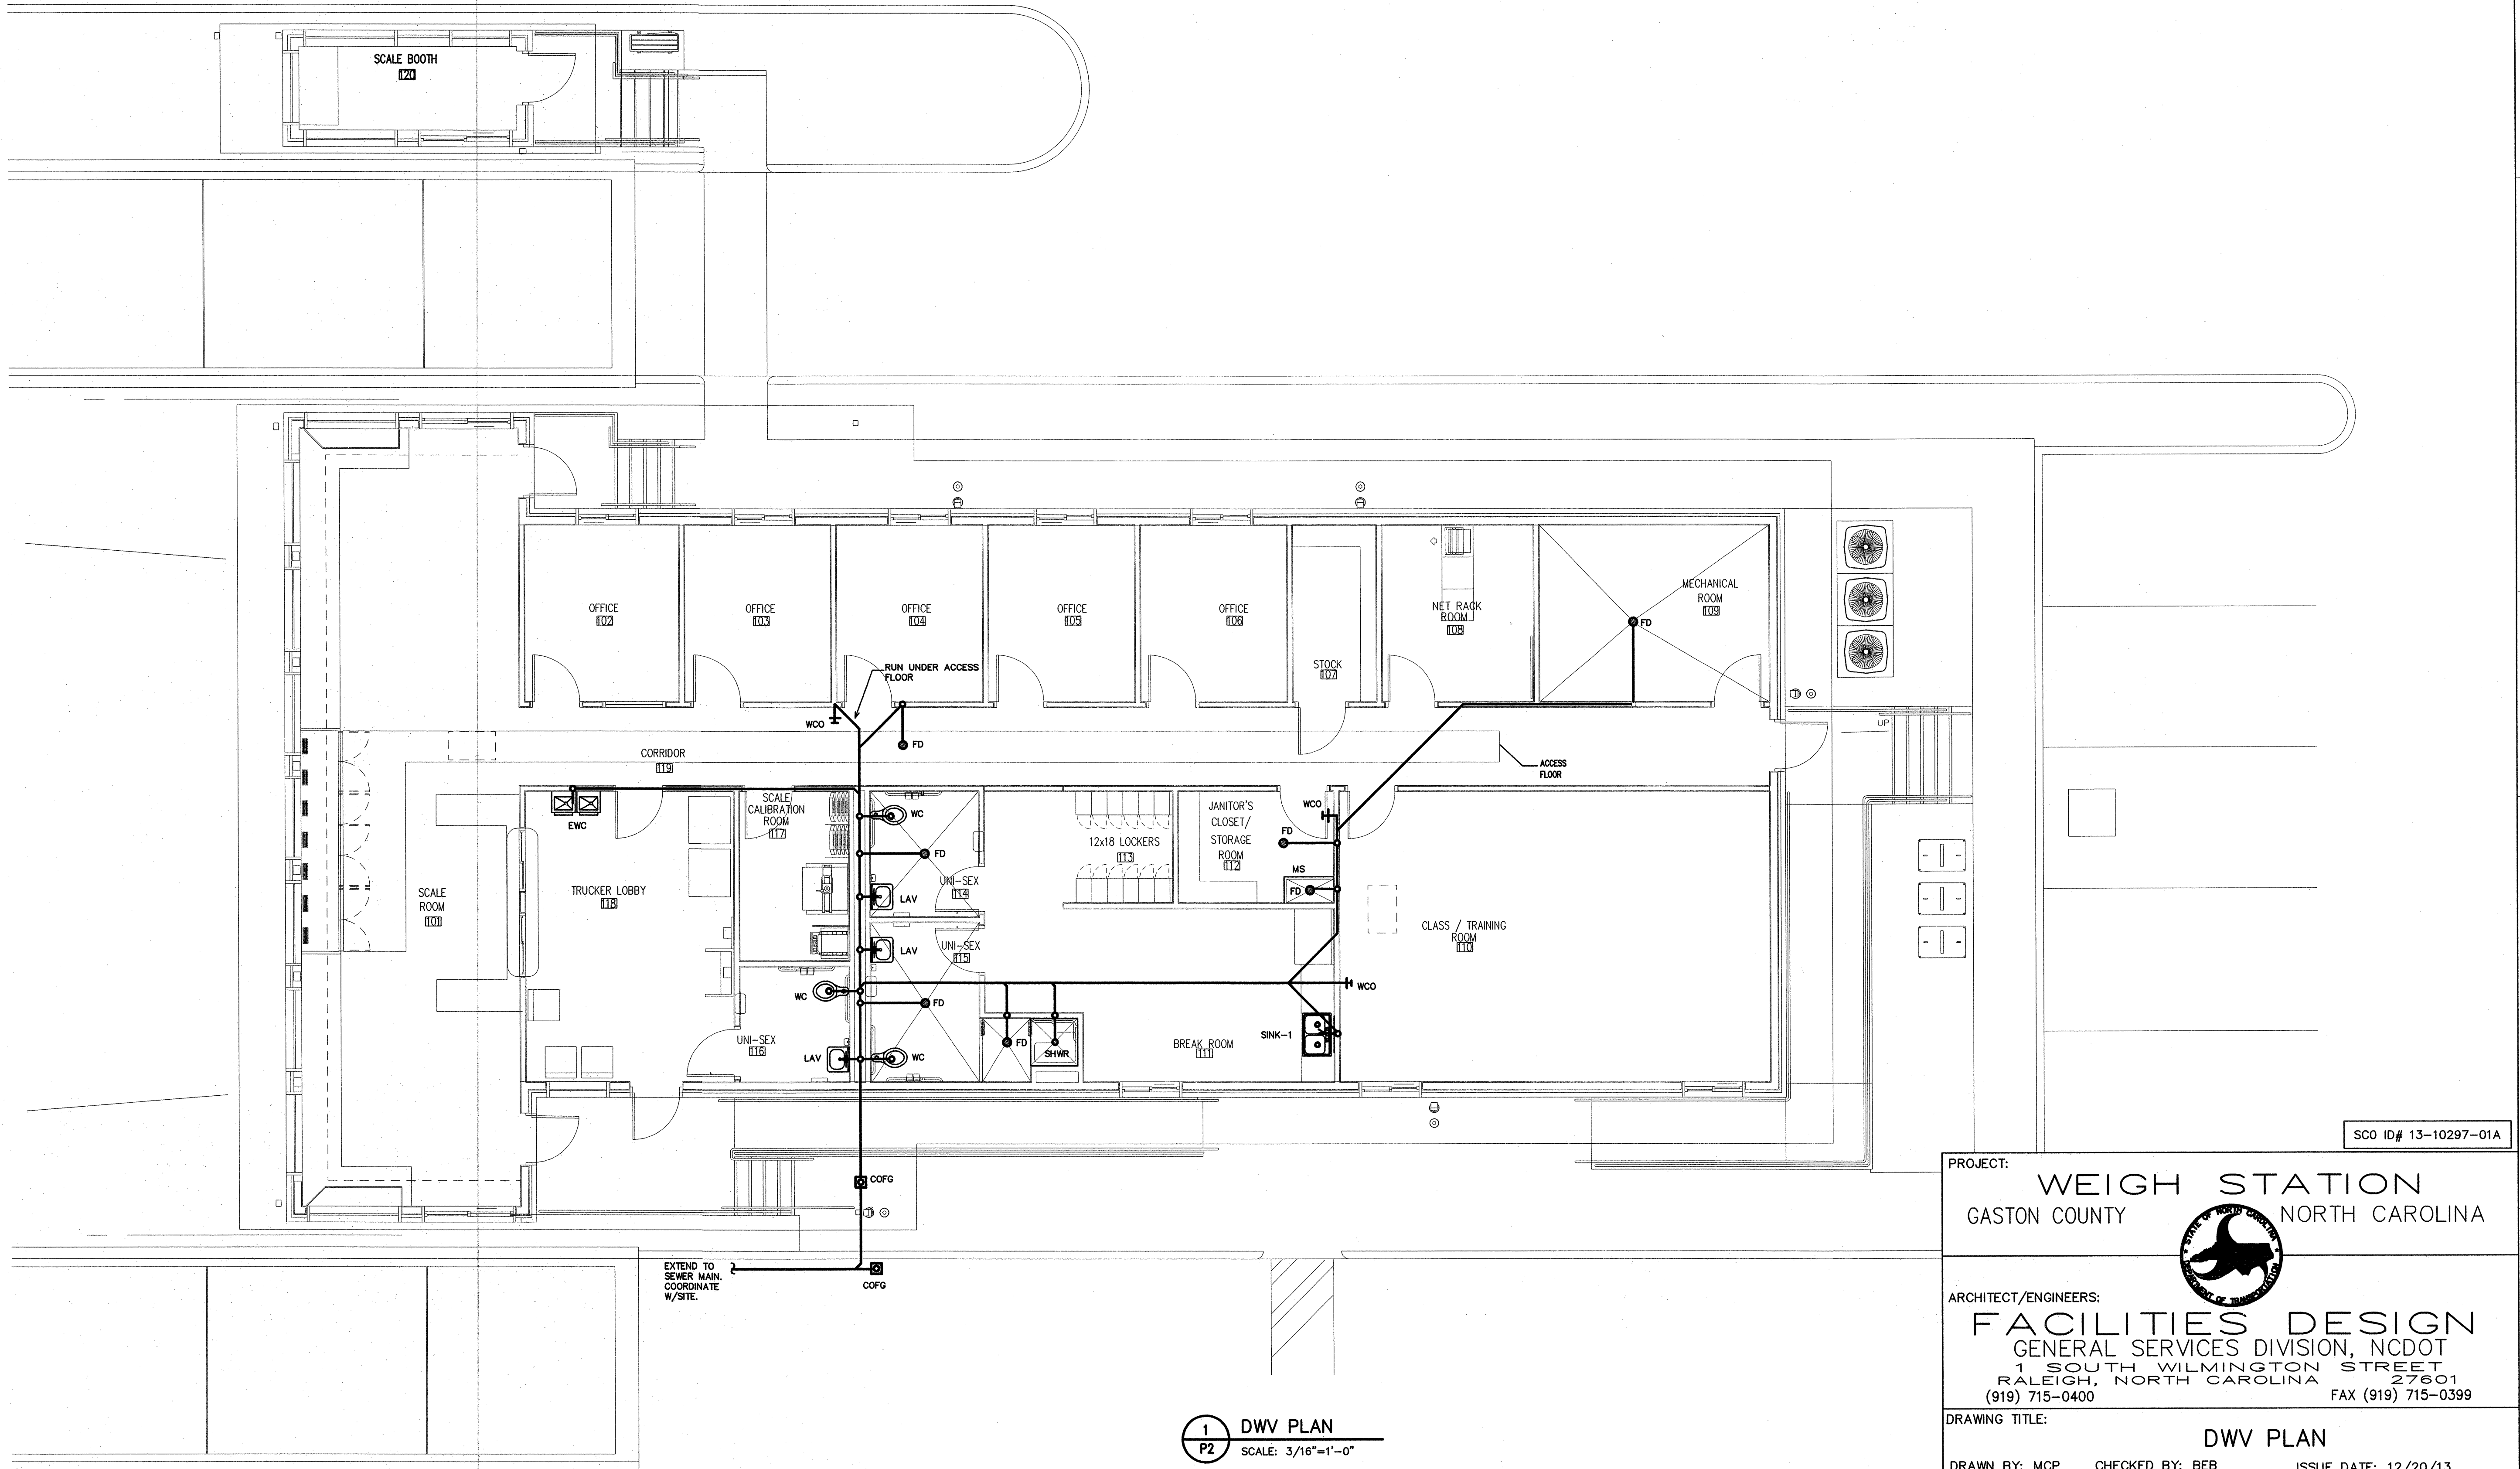 SCALE BOOTH
120
OFFICE
102
OFFICE
103
OFFICE
104
OFFICE
105
OFFICE
106
STOCK
107
NET RACK
ROOM
108
MECHANICAL
ROOM
109
FD
RUN UNDER ACCESS
FLOOR
WCO
FD
UP
CORRIDOR
119
ACCESS
FLOOR
EWC
SCALE
CALIBRATION
ROOM
117
WC
FD
UNI-SEX
114
LAV
12x18 LOCKERS
113
JANITOR'S
CLOSET/
STORAGE
ROOM
112
WCO
FD
MS
FD
SCALE
ROOM
101
TRUCKER LOBBY
118
LAV
UNI-SEX
115
CLASS / TRAINING
ROOM
110
WC
FD
WCO
UNI-SEX
116
LAV
WC
FD
SHWR
BREAK ROOM
111
SINK-1
COFG
EXTEND TO
SEWER MAIN.
COORDINATE
W/SITE.
COFG
1
P2
DWV PLAN
SCALE: 3/16"=1'-0"
SCO ID# 13-10297-01A
PROJECT:
WEIGH STATION
GASTON COUNTY
NORTH CAROLINA
STATE OF NORTH CAROLINA
DEPARTMENT OF TRANSPORTATION
ARCHITECT/ENGINEERS:
FACILITIES DESIGN
GENERAL SERVICES DIVISION, NCDOT
1 SOUTH WILMINGTON STREET
RALEIGH, NORTH CAROLINA 27601
(919) 715-0400 FAX (919) 715-0399
DRAWING TITLE:
DWV PLAN
DRAWN BY: MCP CHECKED BY: BEB ISSUE DATE: 12/20/13